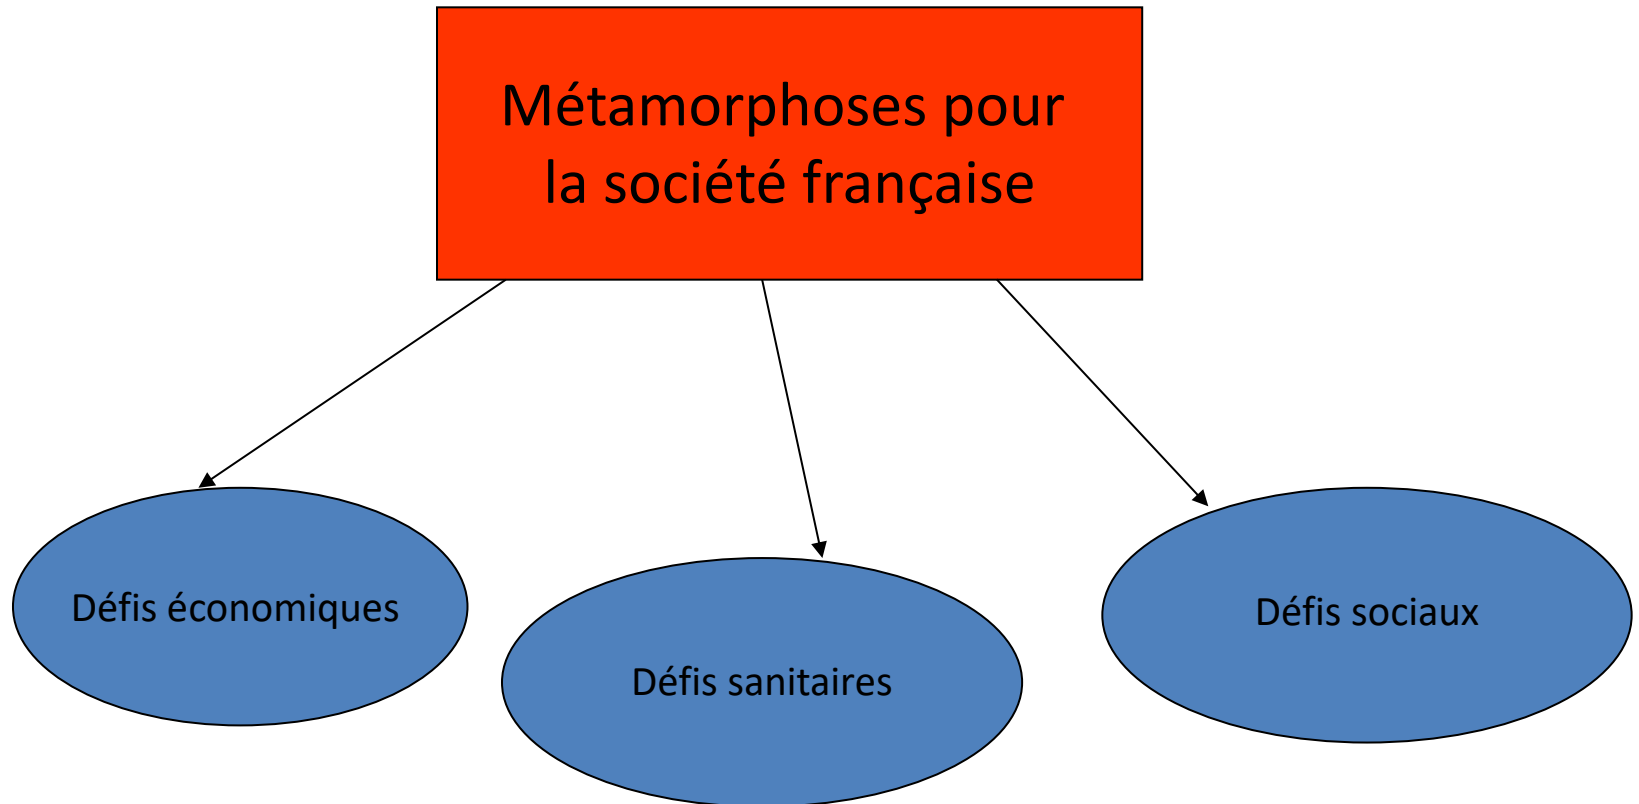 Métamorphoses pour
la société française
Défis économiques
Défis sanitaires
Défis sociaux